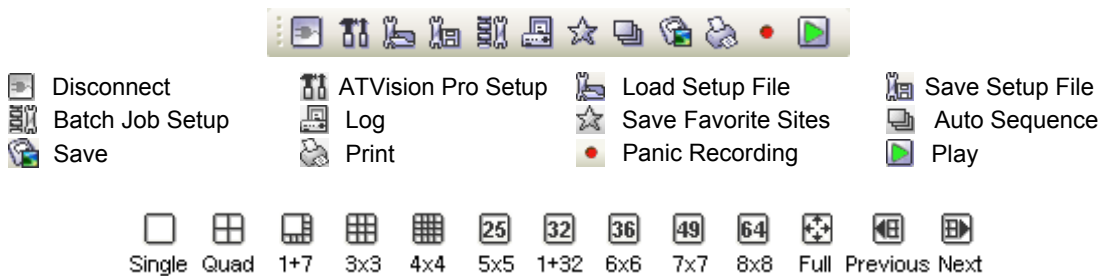 Disconnect ATVision Pro Setup Load Setup File Save Setup File
Batch Job Setup Log Save Favorite Sites Auto Sequence
Save Print Panic Recording Play
25 32 36 49 64
Single Quad 1+7 3x3 4x4 5x5 1+32 6x6 7x7 8x8 Full Previous Next